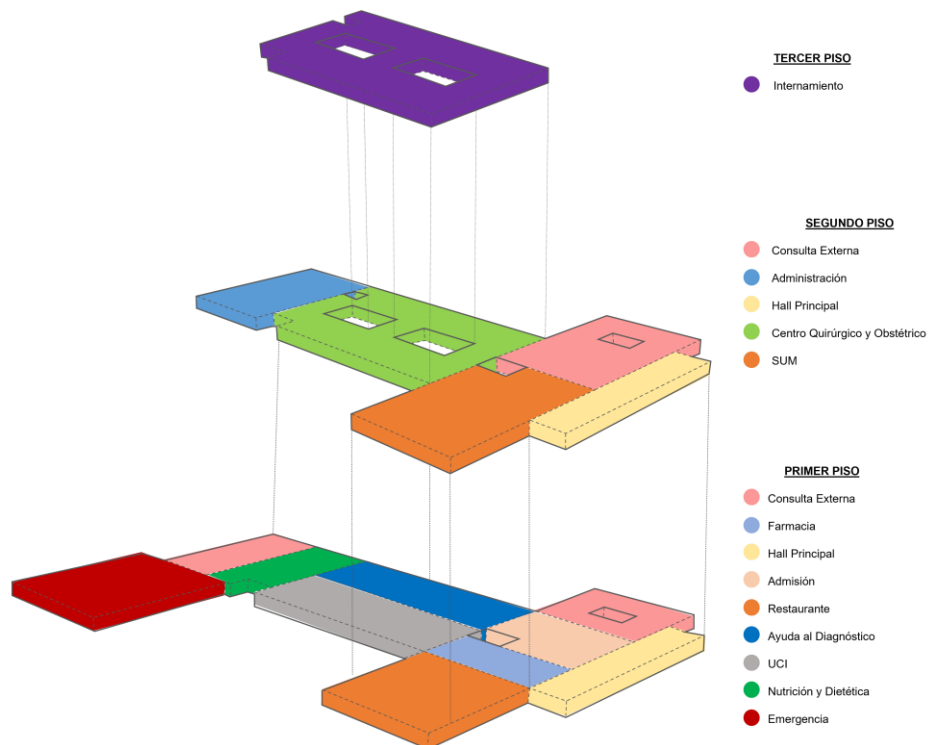 TERCER PISO
Internamiento
SEGUNDO PISO
Consulta Externa
Administración
Hall Principal
Centro Quirúrgico y Obstétrico
SUM
PRIMER PISO
Consulta Externa
Farmacia
Hall Principal
Admisión
Restaurante
Ayuda al Diagnóstico
UCI
Nutrición y Dietética
Emergencia